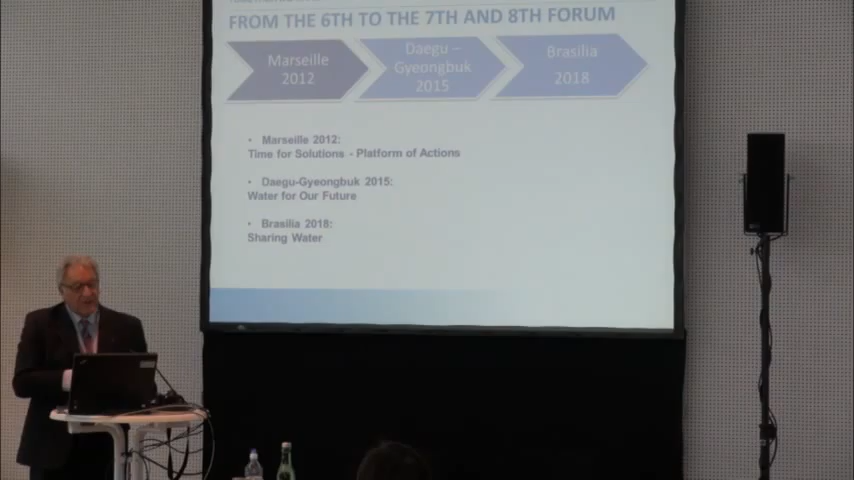 FROM THE 6TH TO THE 7TH AND 8TH FORUM
Marseille
2012
Daegu –
Gyeongbuk
2015
Brasilia
2018
• Marseille 2012:
Time for Solutions - Platform of Actions
• Daegu-Gyeongbuk 2015:
Water for Our Future
• Brasilia 2018:
Sharing Water